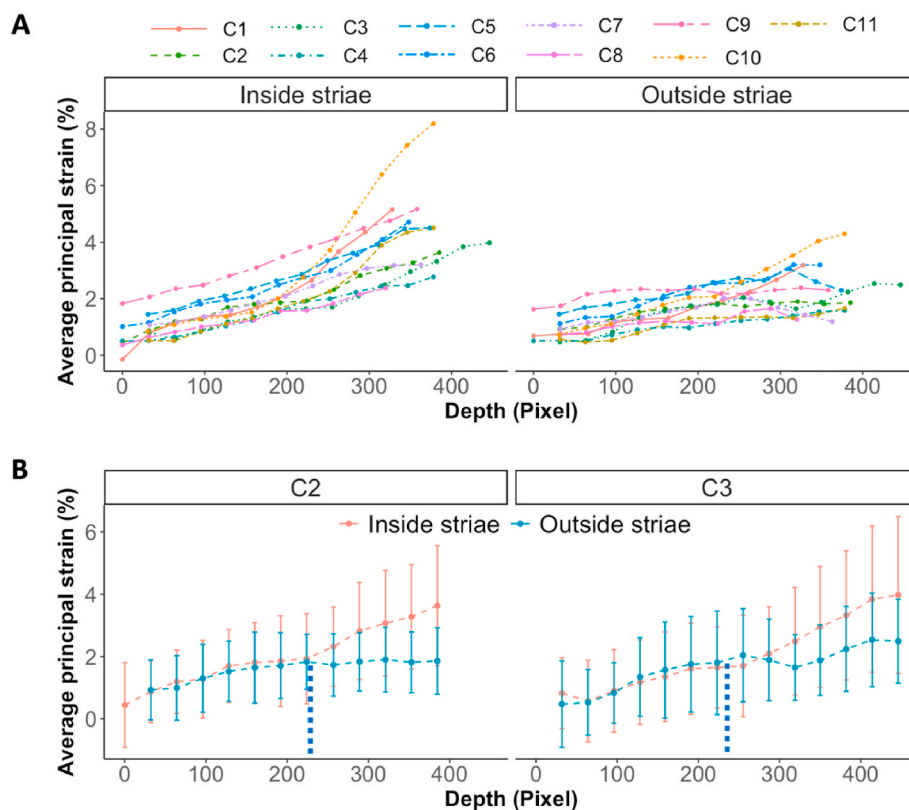 A
C1 C3 C5 C7 C9 C11
C2 C4 C6 C8 C10
Inside striae Outside striae
Average principal strain (%)
8
6
4
2
0
0 100 200 300 400 0 100 200 300 400
Depth (Pixel)
B
C2 C3
Average principal strain (%)
Inside striae Outside striae
6
4
2
0
0 100 200 300 400 0 100 200 300 400
Depth (Pixel)